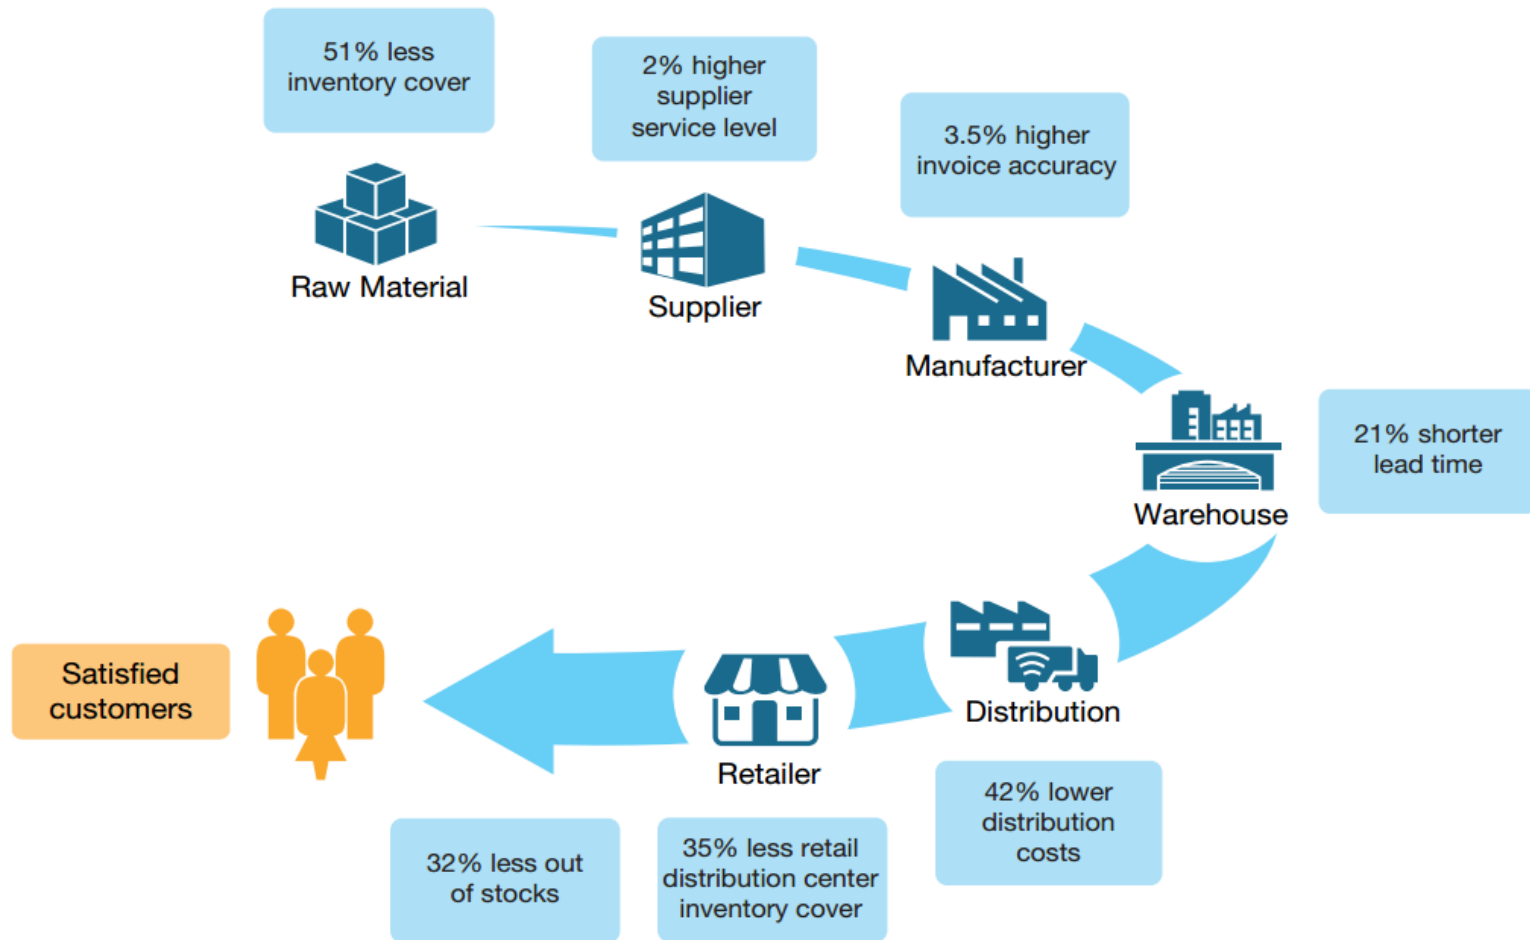 51% less
inventory cover
Raw Material
2% higher
supplier
service level
Supplier
3.5% higher
invoice accuracy
Manufacturer
21% shorter
lead time
Warehouse
Distribution
42% lower
distribution
costs
Retailer
35% less retail
distribution center
inventory cover
32% less out
of stocks
Satisfied
customers